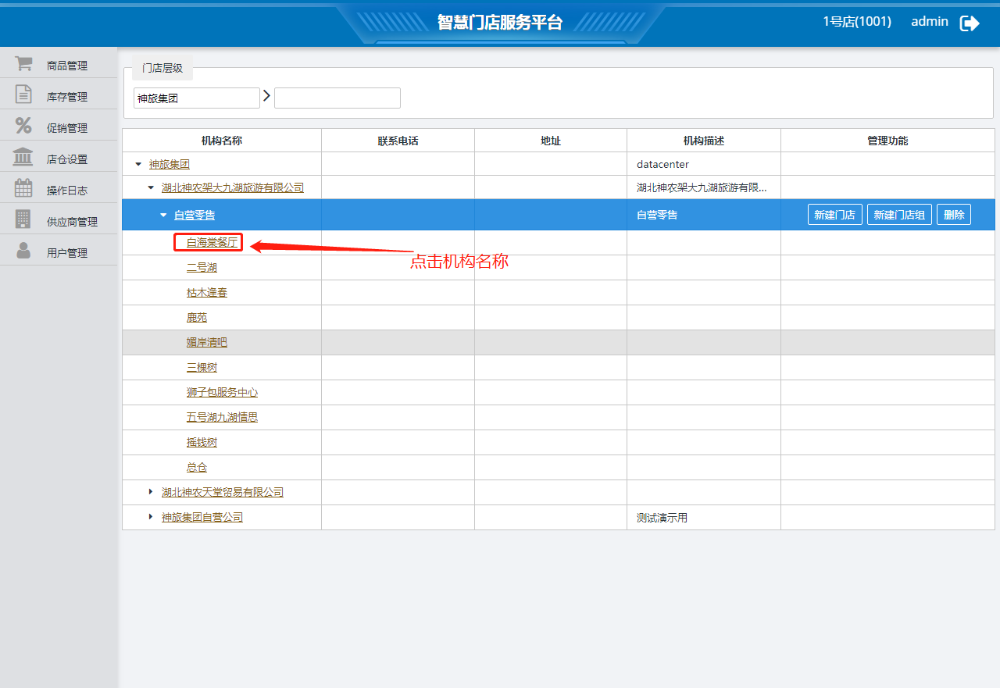 智慧门店服务平台
1号店(1001) admin
商品管理
库存管理
促销管理
店仓设置
操作日志
供应商管理
用户管理
门店层级
神旅集团
机构名称 联系电话 地址 机构描述 管理功能
神旅集团 datacenter
湖北神农架大九湖旅游有限公司 湖北神农架大九湖旅游有限...
自营零售 自营零售 新建门店 新建门店组 删除
白海棠餐厅
点击机构名称
二号湖
枯木逢春
鹿苑
媚岸清吧
三棵树
狮子包服务中心
五号湖九湖情思
摇钱树
总仓
湖北神农天堂贸易有限公司
神旅集团自营公司 测试演示用